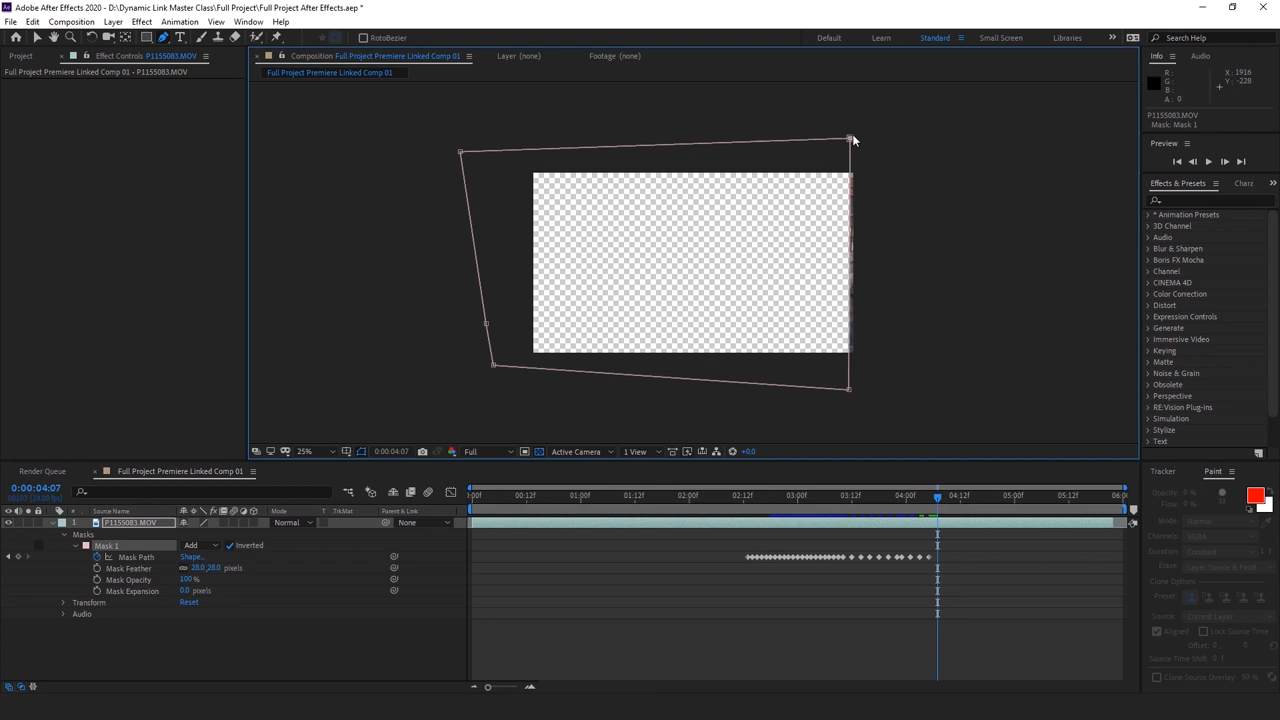 Adobe After Effects 2020 - D:\Dynamic Link Master Class\Full Project\Full Project After Effects.aep *
File Edit Composition Layer Effect Animation View Window Help
RotoBezier Default Learn Standard Small Screen Libraries Search Help
Project Effect Controls P1155083.MOV Composition Full Project Premiere Linked Comp 01 Layer (none) Footage (none) Info Audio
Full Project Premiere Linked Comp 01 - P1155083.MOV Full Project Premiere Linked Comp 01
R: X: 1916
G: Y: -228
B:
A: 0
P1155083.MOV
Mask: Mask 1
Preview
Effects & Presets Chara
* Animation Presets
3D Channel
Audio
Blur & Sharpen
Boris FX Mocha
Channel
CINEMA 4D
Color Correction
Distort
Expression Controls
Generate
Immersive Video
Keying
Matte
Noise & Grain
Obsolete
Perspective
RE:Vision Plug-ins
Simulation
Stylize
Text
25% 0:00:04:07 Full Active Camera 1 View +0.0
Render Queue Full Project Premiere Linked Comp 01 Tracker Paint
0:00:04:07
00103 (24.00 fps)
:00f 00:12f 01:00f 01:12f 02:00f 02:12f 03:00f 03:12f 04:00f 04:12f 05:00f 05:12f 06:0
# Source Name Mode T TrkMat Parent & Link
1 P1155083.MOV Normal None
Masks
Mask 1 Add Inverted
Mask Path Shape...
Mask Feather 28.0,28.0 pixels
Mask Opacity 100 %
Mask Expansion 0.0 pixels
Transform Reset
Audio
Opacity: 0 %
Flow: 0 %
Mode: Normal
Channels: RGBA
Duration: Constant
Erase: Layer Source & Paint
Clone Options
Preset:
Source: Current Layer
Aligned Lock Source Time
Offset: 0, 0
Source Time Shift: 0 f
Clone Source Overlay: 50 %